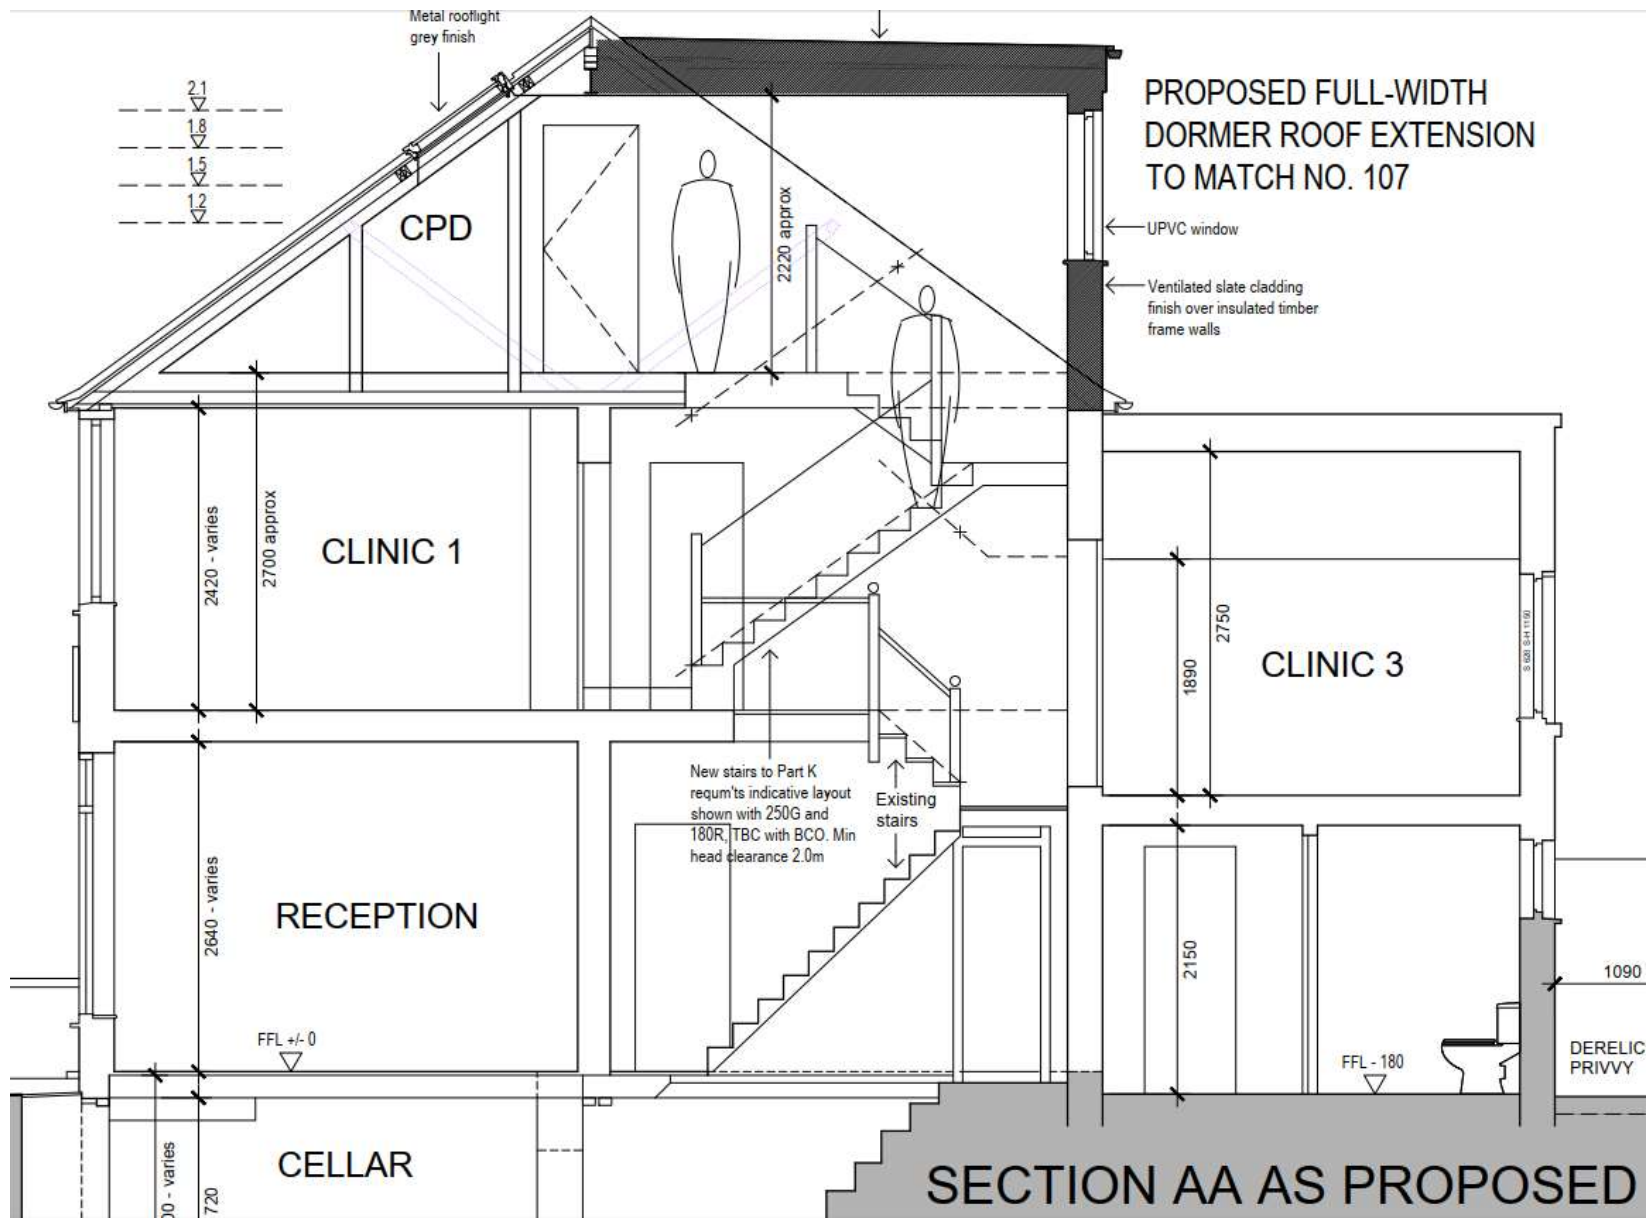 Metal rooflight
grey finish
2.1
1.8
1.5
1.2
PROPOSED FULL-WIDTH
DORMER ROOF EXTENSION
TO MATCH NO. 107
CPD
2220 approx
UPVC window
Ventilated slate cladding
finish over insulated timber
frame walls
2420 - varies
2700 approx
CLINIC 1
2750
1890
CLINIC 3
S 620 S-H 1150
New stairs to Part K
requm'ts indicative layout
shown with 250G and
180R, TBC with BCO. Min
head clearance 2.0m
Existing
stairs
2640 - varies
RECEPTION
2150
1090
FFL +/- 0
FFL - 180
DERELIC
PRIVVY
CELLAR
- varies
720
SECTION AA AS PROPOSED